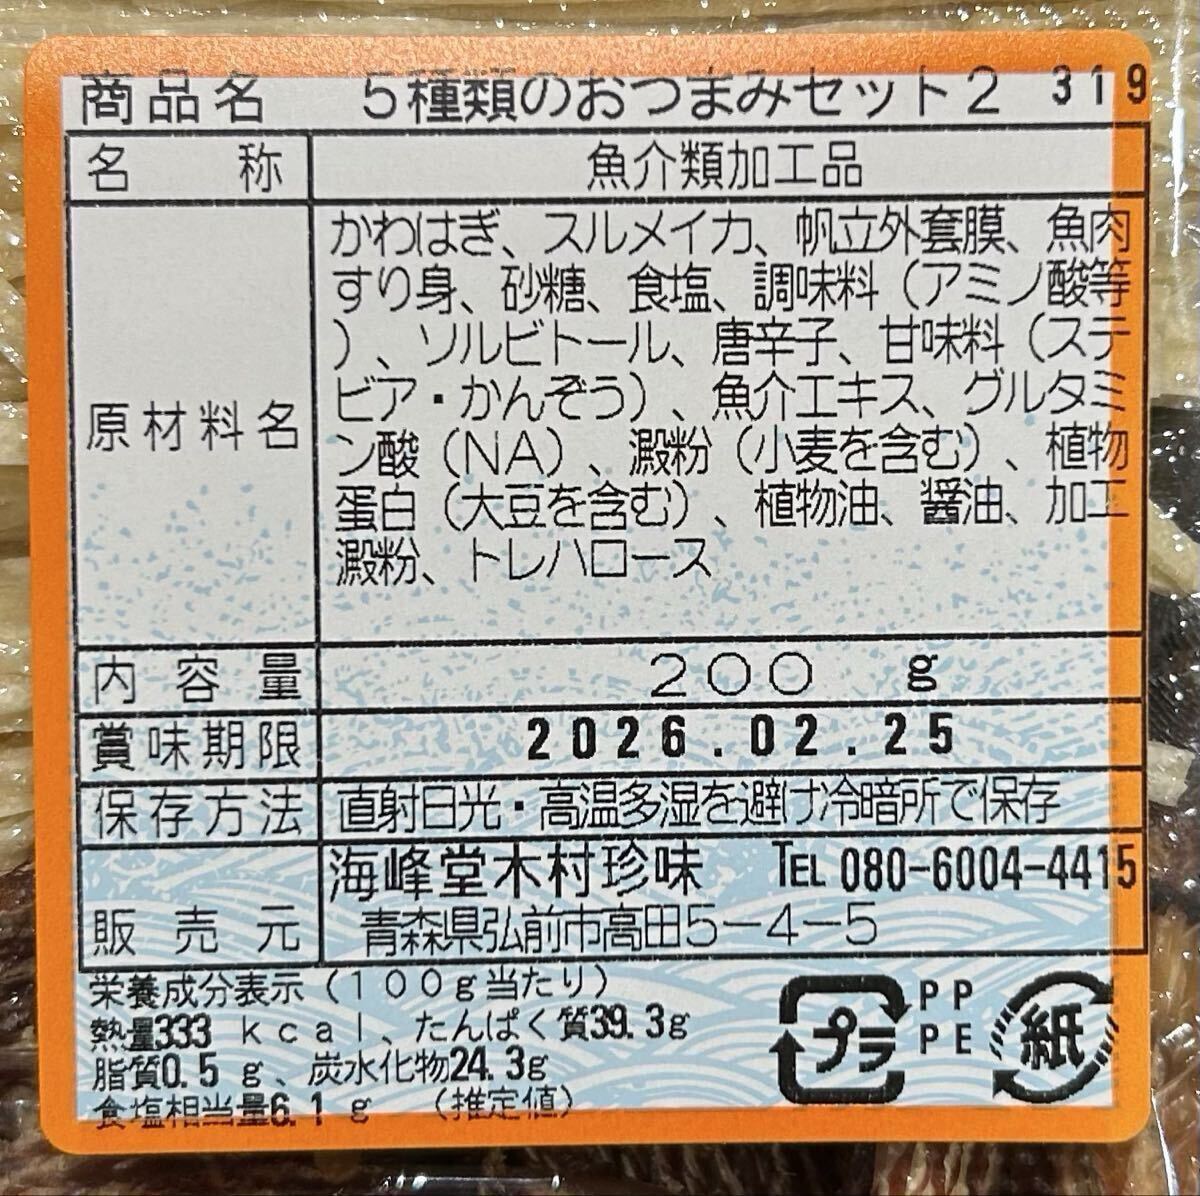 商品名 5種類のおつまみセット2 319
名称 魚介類加工品
原材料名
かわはぎ、スルメイカ、帆立外套膜、魚肉
すり身、砂糖、食塩、調味料（アミノ酸等
）、ソルビトール、唐辛子、甘味料（ステ
ビア・かんぞう）、魚介エキス、グルタミ
ン酸（NA）、澱粉（小麦を含む）、植物
蛋白（大豆を含む）、植物油、醤油、加工
澱粉、トレハロース
内容量 200 g
賞味期限 2026.02.25
保存方法 直射日光・高温多湿を避け冷暗所で保存
販売元
海峰堂木村珍味 TEL 080-6004-4415
青森県弘前市高田5-4-5
栄養成分表示（100g当たり）
熱量333 kcal、たんぱく質39.3g
脂質0.5 g、炭水化物24.3g
食塩相当量6.1 g （推定値）
プラ
PP
PE
紙